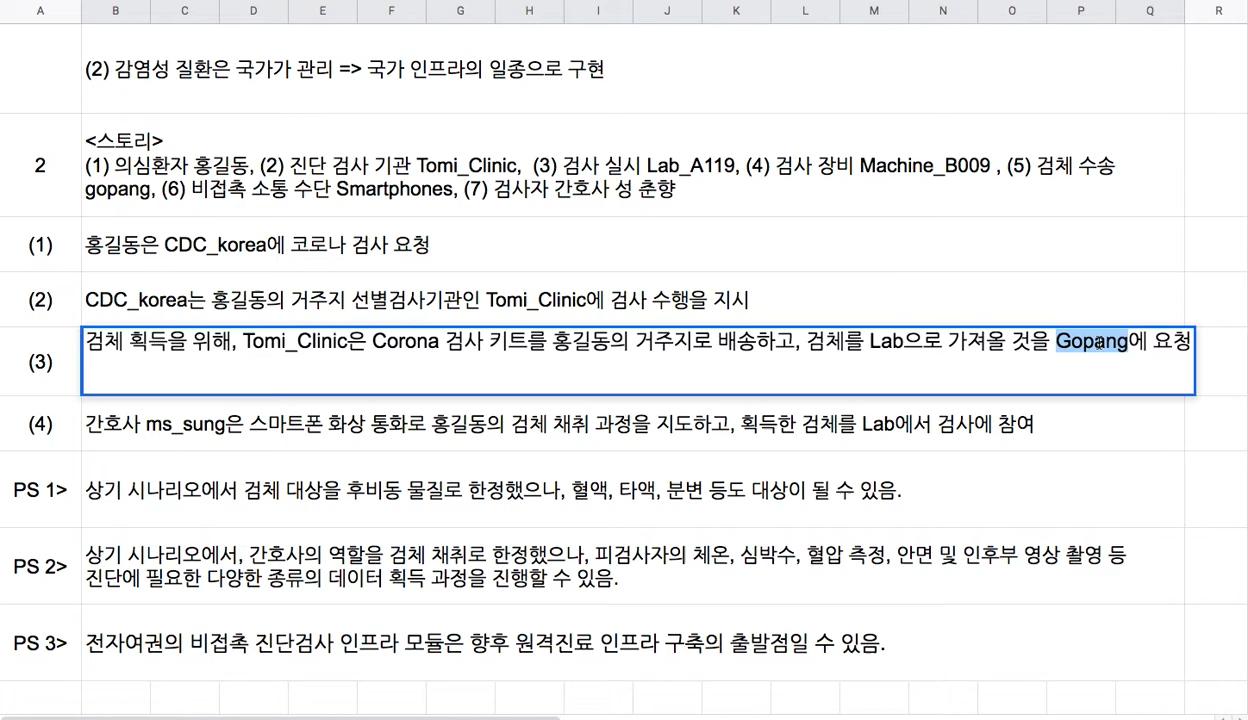 A B C D E F G H I J K L M N O P Q R
(2) 감염성 질환은 국가가 관리 => 국가 인프라의 일종으로 구현
<스토리>
2 (1) 의심환자 홍길동, (2) 진단 검사 기관 Tomi_Clinic, (3) 검사 실시 Lab_A119, (4) 검사 장비 Machine_B009 , (5) 검체 수송
gopang, (6) 비접촉 소통 수단 Smartphones, (7) 검사자 간호사 성 춘향
(1) 홍길동은 CDC_korea에 코로나 검사 요청
(2) CDC_korea는 홍길동의 거주지 선별검사기관인 Tomi_Clinic에 검사 수행을 지시
(3) 검체 획득을 위해, Tomi_Clinic은 Corona 검사 키트를 홍길동의 거주지로 배송하고, 검체를 Lab으로 가져올 것을 Gopang에 요청
(4) 간호사 ms_sung은 스마트폰 화상 통화로 홍길동의 검체 채취 과정을 지도하고, 획득한 검체를 Lab에서 검사에 참여
PS 1> 상기 시나리오에서 검체 대상을 후비동 물질로 한정했으나, 혈액, 타액, 분변 등도 대상이 될 수 있음.
PS 2> 상기 시나리오에서, 간호사의 역할을 검체 채취로 한정했으나, 피검사자의 체온, 심박수, 혈압 측정, 안면 및 인후부 영상 촬영 등
진단에 필요한 다양한 종류의 데이터 획득 과정을 진행할 수 있음.
PS 3> 전자여권의 비접촉 진단검사 인프라 모듈은 향후 원격진료 인프라 구축의 출발점일 수 있음.